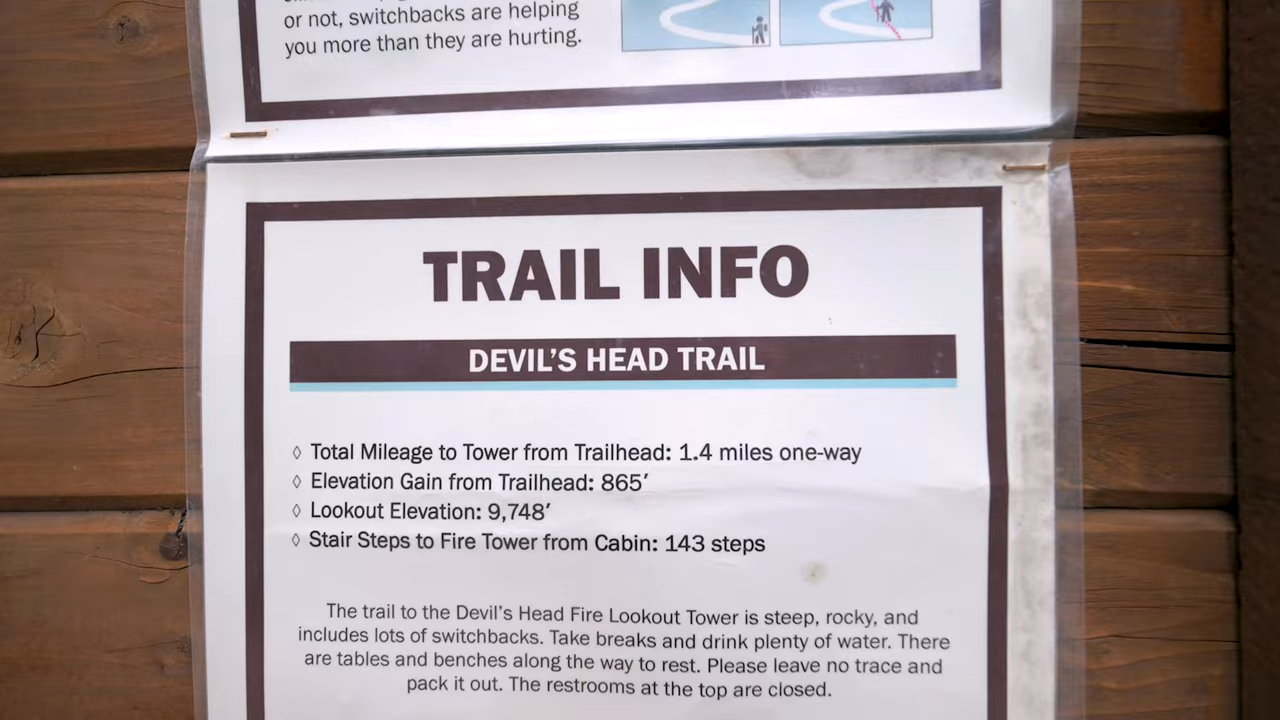 or not, switchbacks are helping
you more than they are hurting.
TRAIL INFO
DEVIL'S HEAD TRAIL
◊ Total Mileage to Tower from Trailhead: 1.4 miles one-way
◊ Elevation Gain from Trailhead: 865′
◊ Lookout Elevation: 9,748′
◊ Stair Steps to Fire Tower from Cabin: 143 steps
The trail to the Devil's Head Fire Lookout Tower is steep, rocky, and
includes lots of switchbacks. Take breaks and drink plenty of water. There
are tables and benches along the way to rest. Please leave no trace and
pack it out. The restrooms at the top are closed.